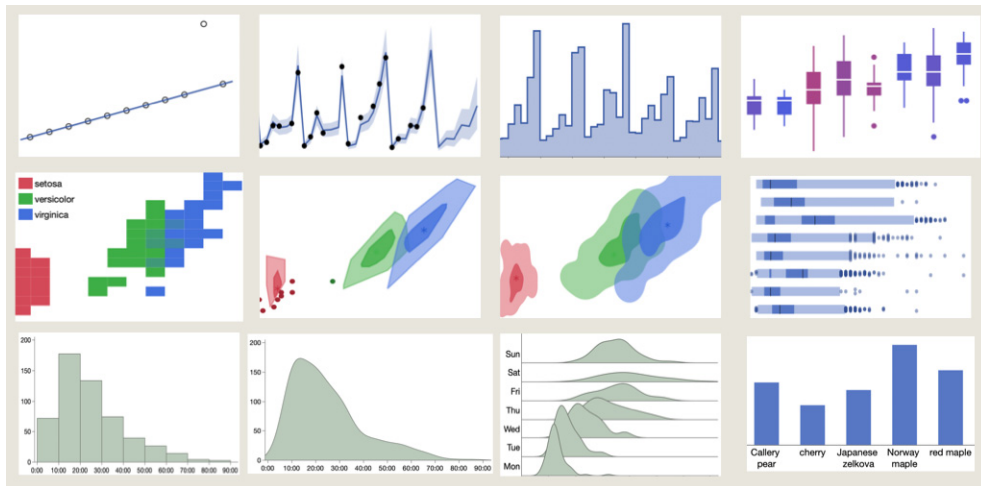 setosa
versicolor
virginica
200
150
100
50
0
0:00 10:00 20:00 30:00 40:00 50:00 60:00 70:00 80:00 90:00
200
150
100
50
0
0:00 10:00 20:00 30:00 40:00 50:00 60:00 70:00 80:00 90:00
Sun
Sat
Fri
Thu
Wed
Tue
Mon
Callery pear
cherry
Japanese zelkova
Norway maple
red maple